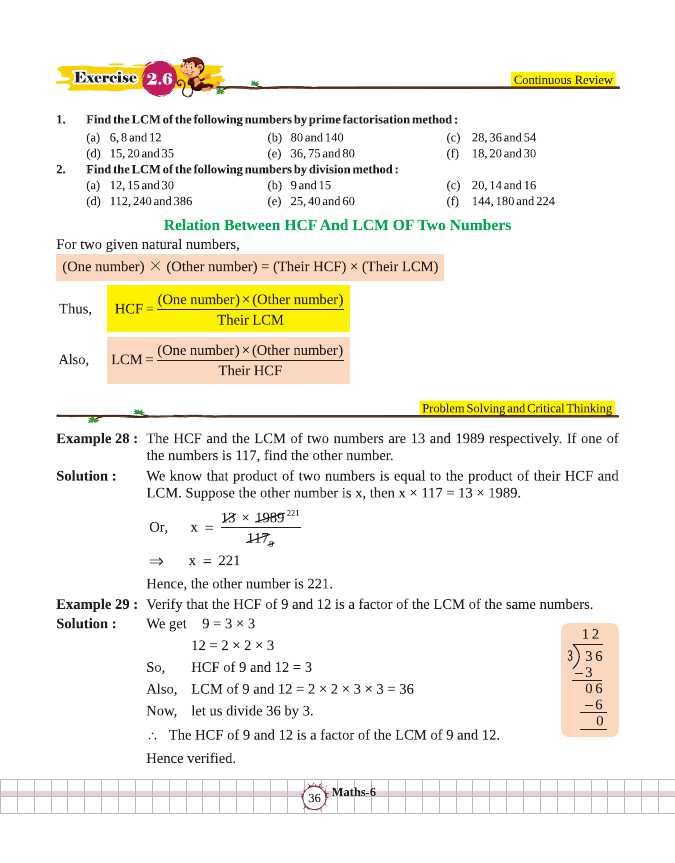 Exercise 2.6
Continuous Review
1. Find the LCM of the following numbers by prime factorisation method :
(a) 6, 8 and 12 (b) 80 and 140 (c) 28, 36 and 54
(d) 15, 20 and 35 (e) 36, 75 and 80 (f) 18, 20 and 30
2. Find the LCM of the following numbers by division method :
(a) 12, 15 and 30 (b) 9 and 15 (c) 20, 14 and 16
(d) 112, 240 and 386 (e) 25, 40 and 60 (f) 144, 180 and 224
Relation Between HCF And LCM OF Two Numbers
For two given natural numbers,
(One number) × (Other number) = (Their HCF) × (Their LCM)
Thus, HCF = (One number) × (Other number)
Their LCM
Also, LCM = (One number) × (Other number)
Their HCF
Problem Solving and Critical Thinking
Example 28 : The HCF and the LCM of two numbers are 13 and 1989 respectively. If one of
the numbers is 117, find the other number.
Solution : We know that product of two numbers is equal to the product of their HCF and
LCM. Suppose the other number is x, then x × 117 = 13 × 1989.
Or, x = 13 × 1989 221
117 9
⇒ x = 221
Hence, the other number is 221.
Example 29 : Verify that the HCF of 9 and 12 is a factor of the LCM of the same numbers.
Solution : We get 9 = 3 × 3
12 = 2 × 2 × 3
So, HCF of 9 and 12 = 3
Also, LCM of 9 and 12 = 2 × 2 × 3 × 3 = 36
Now, let us divide 36 by 3.
∴ The HCF of 9 and 12 is a factor of the LCM of 9 and 12.
Hence verified.
12
3) 36
–3
06
–6
0
36 Maths-6